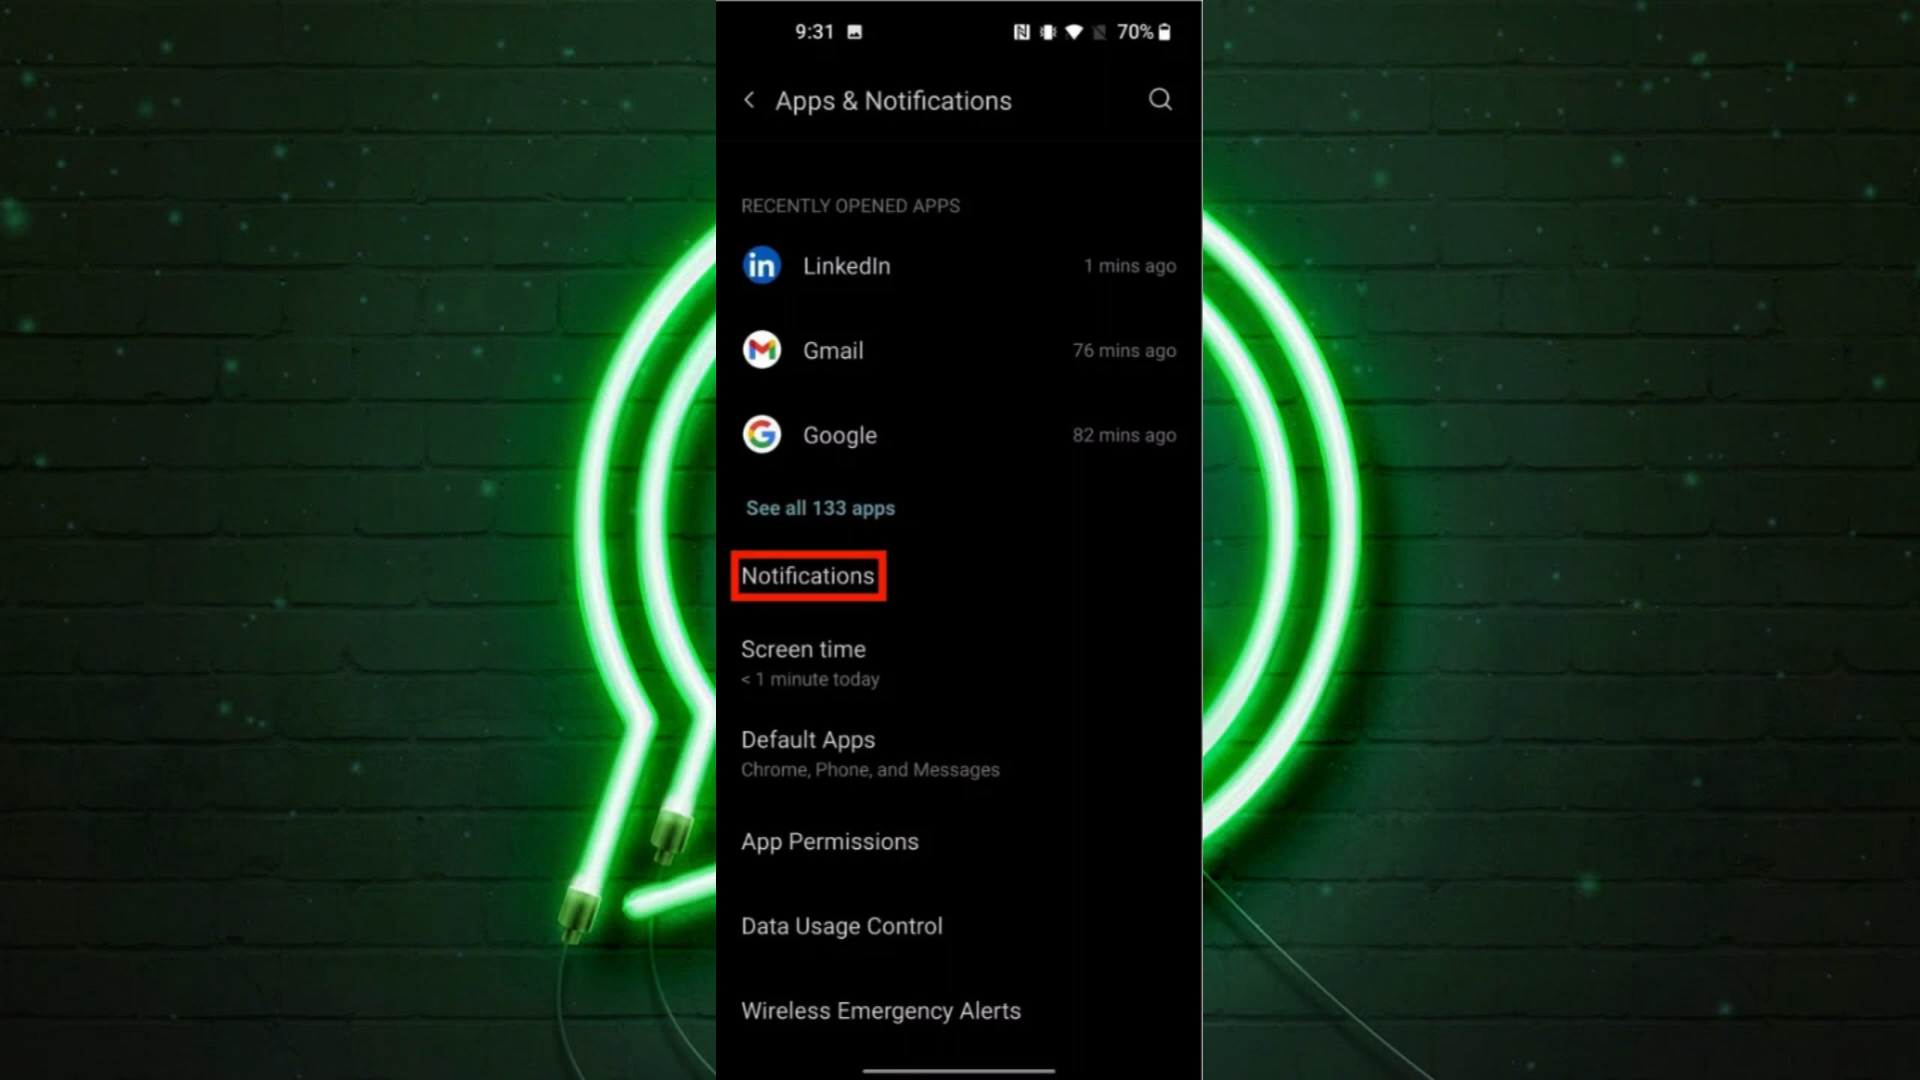 9:31
70%
Apps & Notifications
RECENTLY OPENED APPS
in LinkedIn 1 mins ago
Gmail 76 mins ago
Google 82 mins ago
See all 133 apps
Notifications
Screen time
< 1 minute today
Default Apps
Chrome, Phone, and Messages
App Permissions
Data Usage Control
Wireless Emergency Alerts